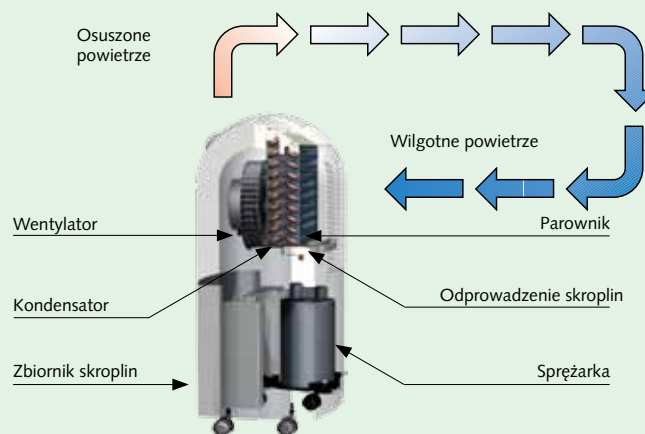 Osuszone
powietrze
Wilgotne powietrze
Wentylator
Parownik
Kondensator
Odprowadzenie skroplin
Zbiornik skroplin
Sprężarka